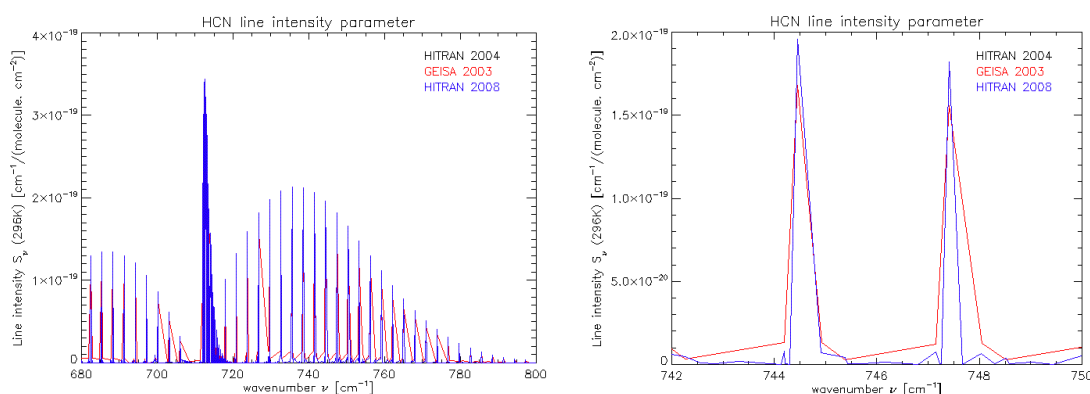 HCN line intensity parameter
Line intensity Sν (296K) [cm⁻¹/(molecule. cm⁻²)]
4×10⁻¹⁹
3×10⁻¹⁹
2×10⁻¹⁹
1×10⁻¹⁹
0
HITRAN 2004
GEISA 2003
HITRAN 2008
680 700 720 740 760 780 800
wavenumber ν [cm⁻¹]
HCN line intensity parameter
Line intensity Sν (296K) [cm⁻¹/(molecule. cm⁻²)]
2.0×10⁻¹⁹
1.5×10⁻¹⁹
1.0×10⁻¹⁹
5.0×10⁻²⁰
0
HITRAN 2004
GEISA 2003
HITRAN 2008
742 744 746 748 750
wavenumber ν [cm⁻¹]